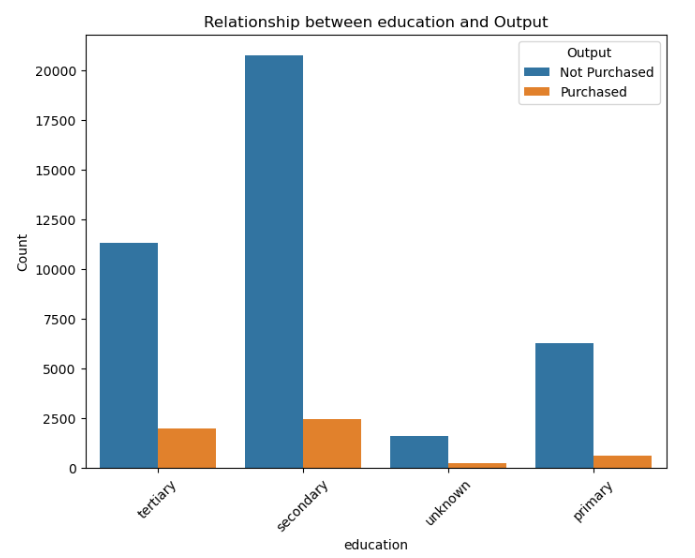 Relationship between education and Output
Output
Not Purchased
Purchased
Count
20000
17500
15000
12500
10000
7500
5000
2500
0
tertiary
secondary
unknown
primary
education